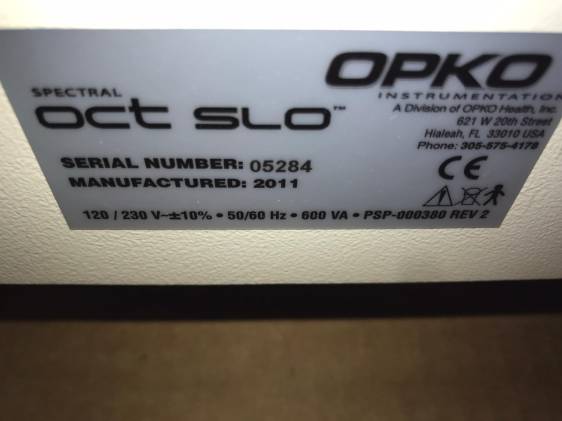 SPECTRAL
OCT SLO™
SERIAL NUMBER: 05284
MANUFACTURED: 2011
OPKO
INSTRUMENTATION
A Division of OPKO Health, Inc.
621 W 20th Street
Hialeah, FL 33010 USA
Phone: 305-575-4178
CE
120 / 230 V~±10% • 50/60 Hz • 600 VA • PSP-000380 REV 2